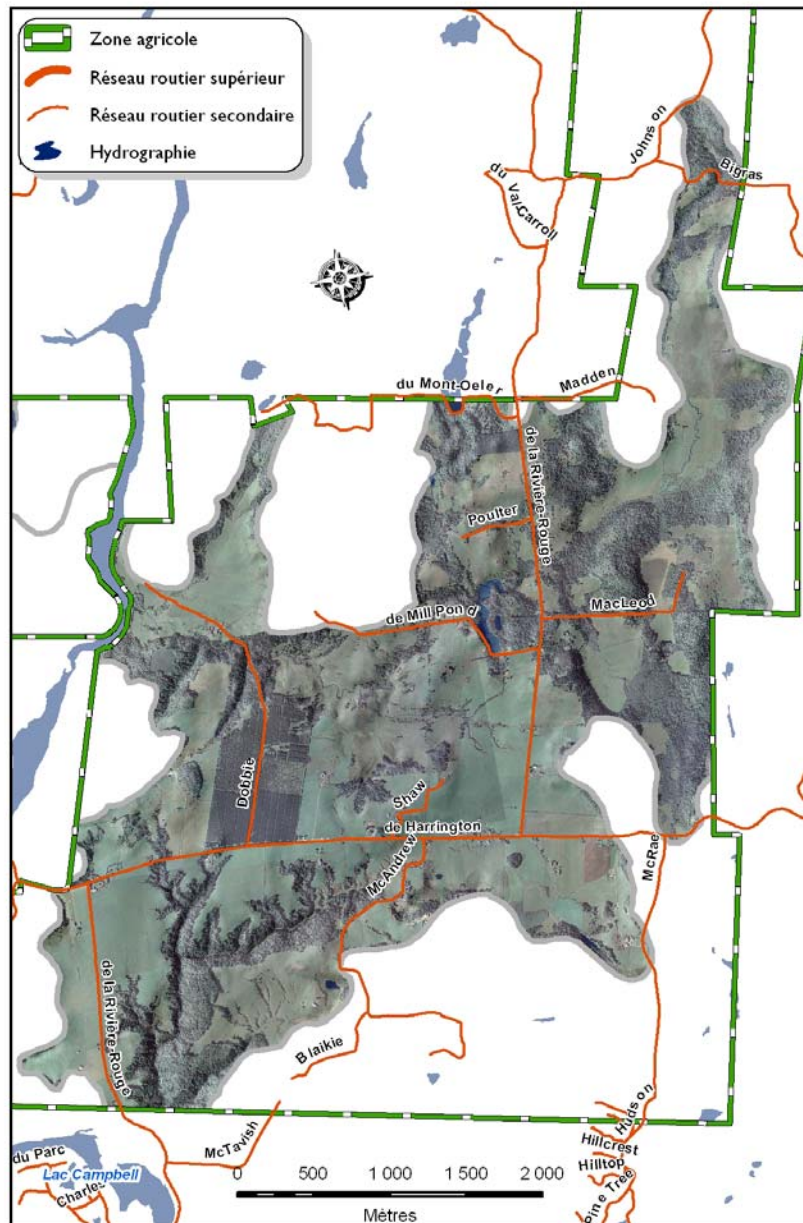 Zone agricole
Réseau routier supérieur
Réseau routier secondaire
Hydrographie
Johnson
Bigras
du Val-Carroll
du Mont-Oeler
Madden
de la Rivière-Rouge
Poulter
de Mill Pond
MacLeod
Dobbie
Shaw
de Harrington
McAndrew
McRae
de la Rivière-Rouge
Blaikie
McTavish
Hudson
Hillcrest
Hilltop
Pine Tree
du Parc
Lac Campbell
Charles
0 500 1 000 2 000
Mètres